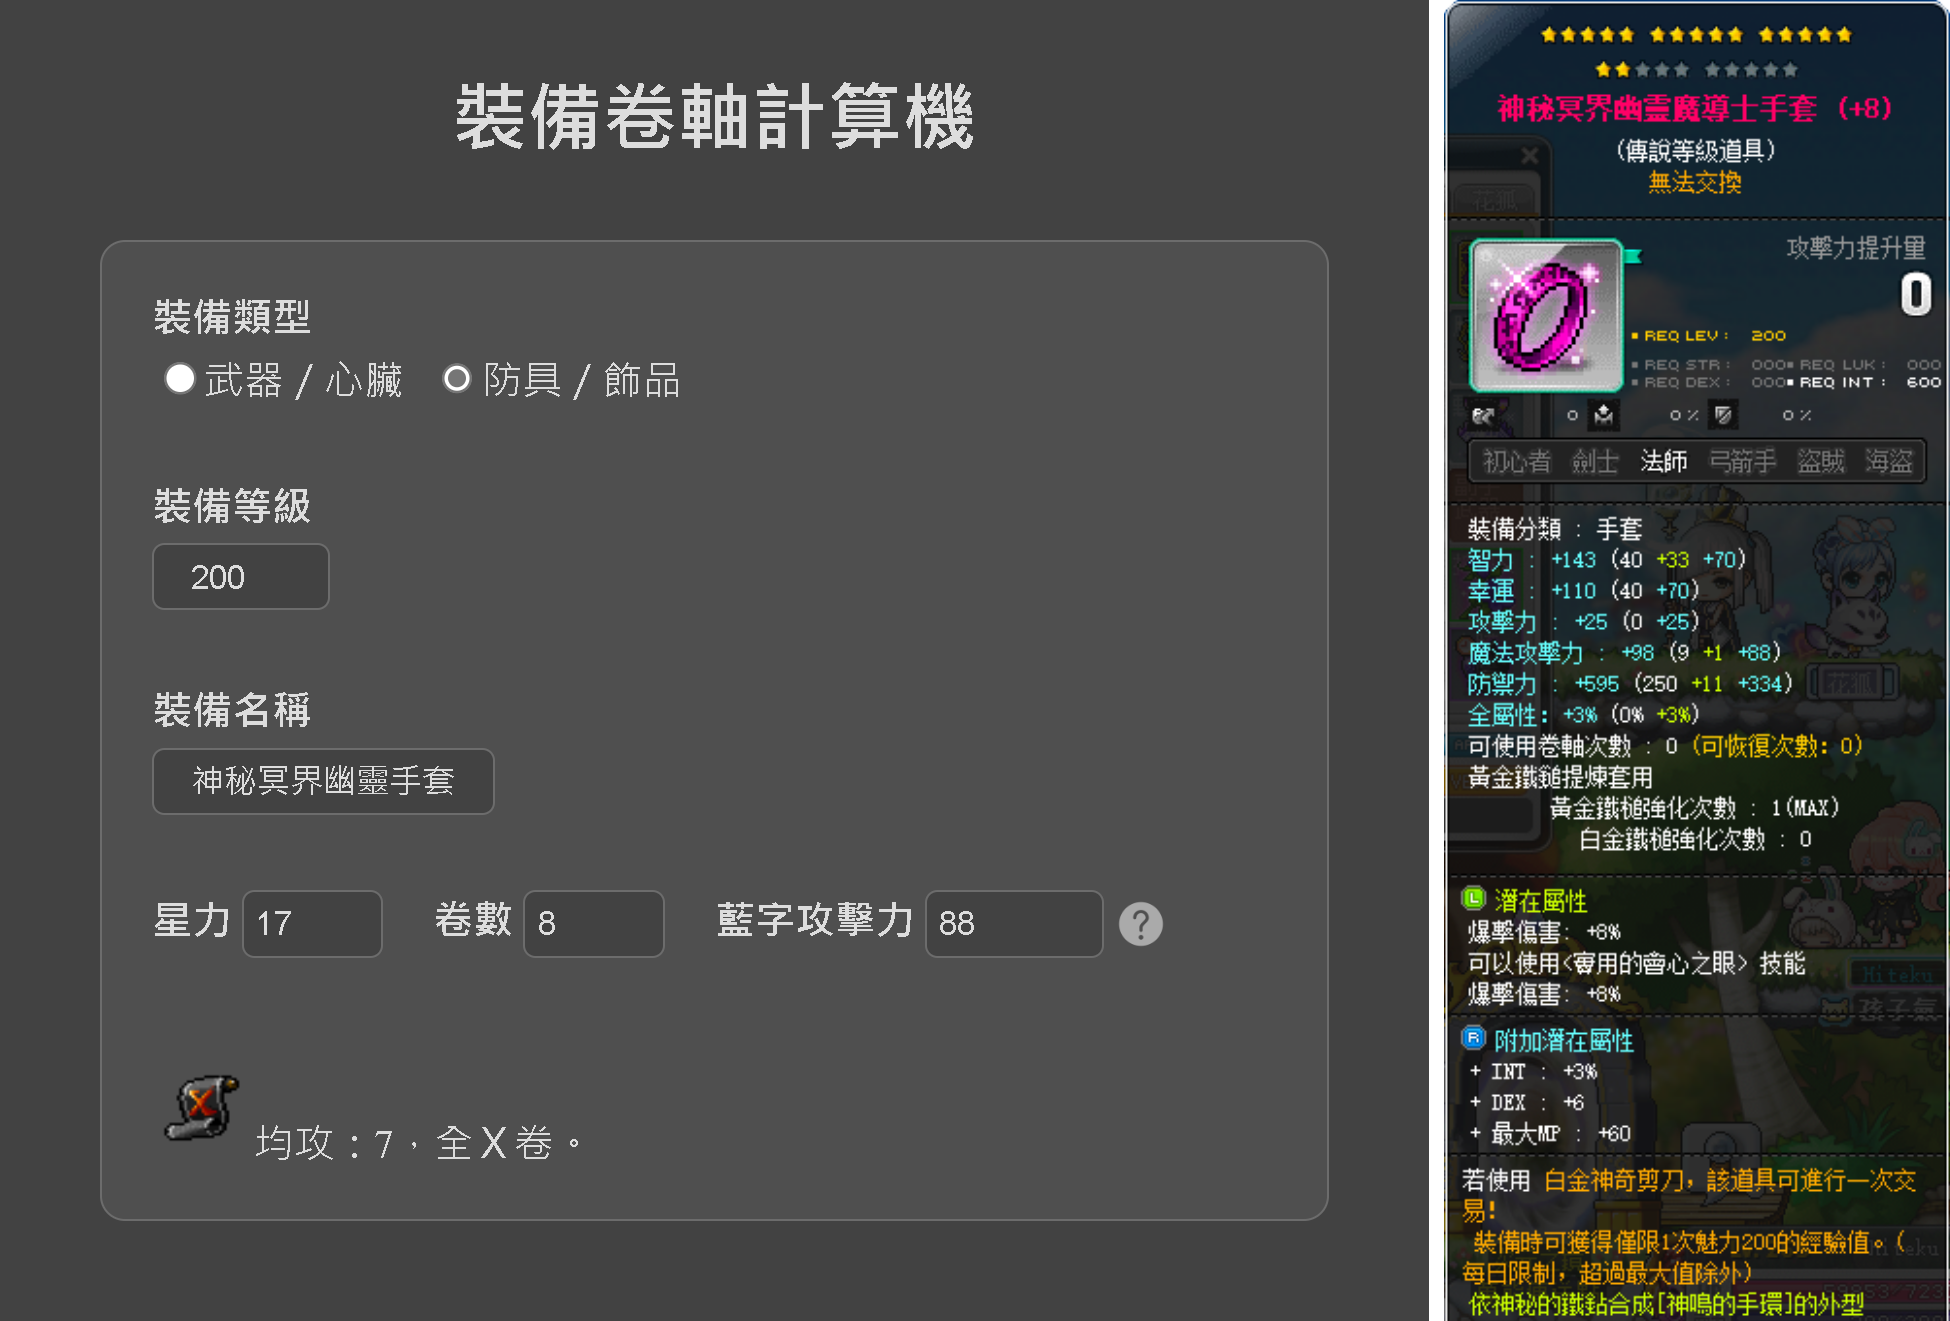 裝備卷軸計算機
裝備類型
武器 / 心臟
防具 / 飾品
裝備等級
200
裝備名稱
神秘冥界幽靈手套
星力 17 卷數 8 藍字攻擊力 88 ?
均攻：7，全 X 卷。
神秘冥界幽靈魔導士手套 (+8)
(傳說等級道具)
無法交換
攻擊力提升量
0
REQ LEV : 200
REQ STR : 000 REQ LUK : 000
REQ DEX : 000 REQ INT : 600
0 0 % 0 %
初心者 劍士 法師 弓箭手 盜賊 海盜
裝備分類 : 手套
智力 : +143 (40 +33 +70)
幸運 : +110 (40 +70)
攻擊力 : +25 (0 +25)
魔法攻擊力 : +98 (9 +1 +88)
防禦力 : +595 (250 +11 +334)
全屬性: +3% (0% +3%)
可使用卷軸次數 : 0 (可恢復次數: 0)
黃金鐵鎚提煉套用
黃金鐵槌強化次數 : 1(MAX)
白金鐵槌強化次數 : 0
L 潛在屬性
爆擊傷害: +8%
可以使用<實用的會心之眼> 技能
爆擊傷害: +8%
R 附加潛在屬性
+ INT : +3%
+ DEX : +6
+ 最大MP : +60
若使用 白金神奇剪刀，該道具可進行一次交
易!
裝備時可獲得僅限1次魅力200的經驗值。(
每日限制，超過最大值除外)
依神秘的鐵鉆合成[神鳴的手環]的外型
花狐
花狐
Hiteku
孩子氣